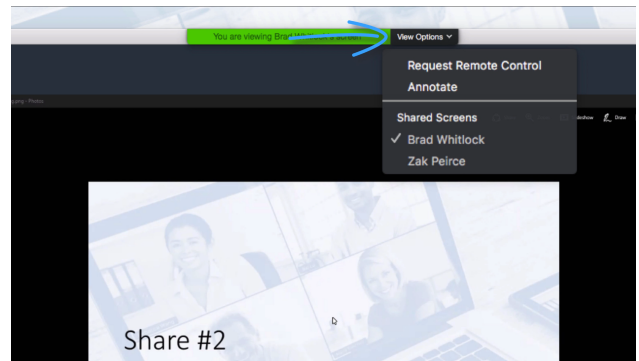 You are viewing Brad Whitlock's screen
View Options
Request Remote Control
Annotate
Shared Screens
Brad Whitlock
Zak Peirce
Photos
Draw
Share #2